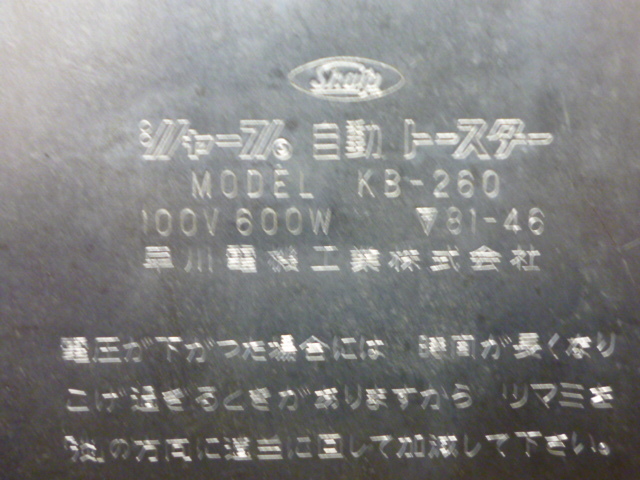 Sharp
シャープ 自動 トースター
MODEL KB-260
100V 600W ▽81-46
早川電機工業株式会社
電圧が下がつた場合には 時間が長くなり
こげ過ぎるときがありますから ツマミを
の方向に適当に回して加減して下さい。